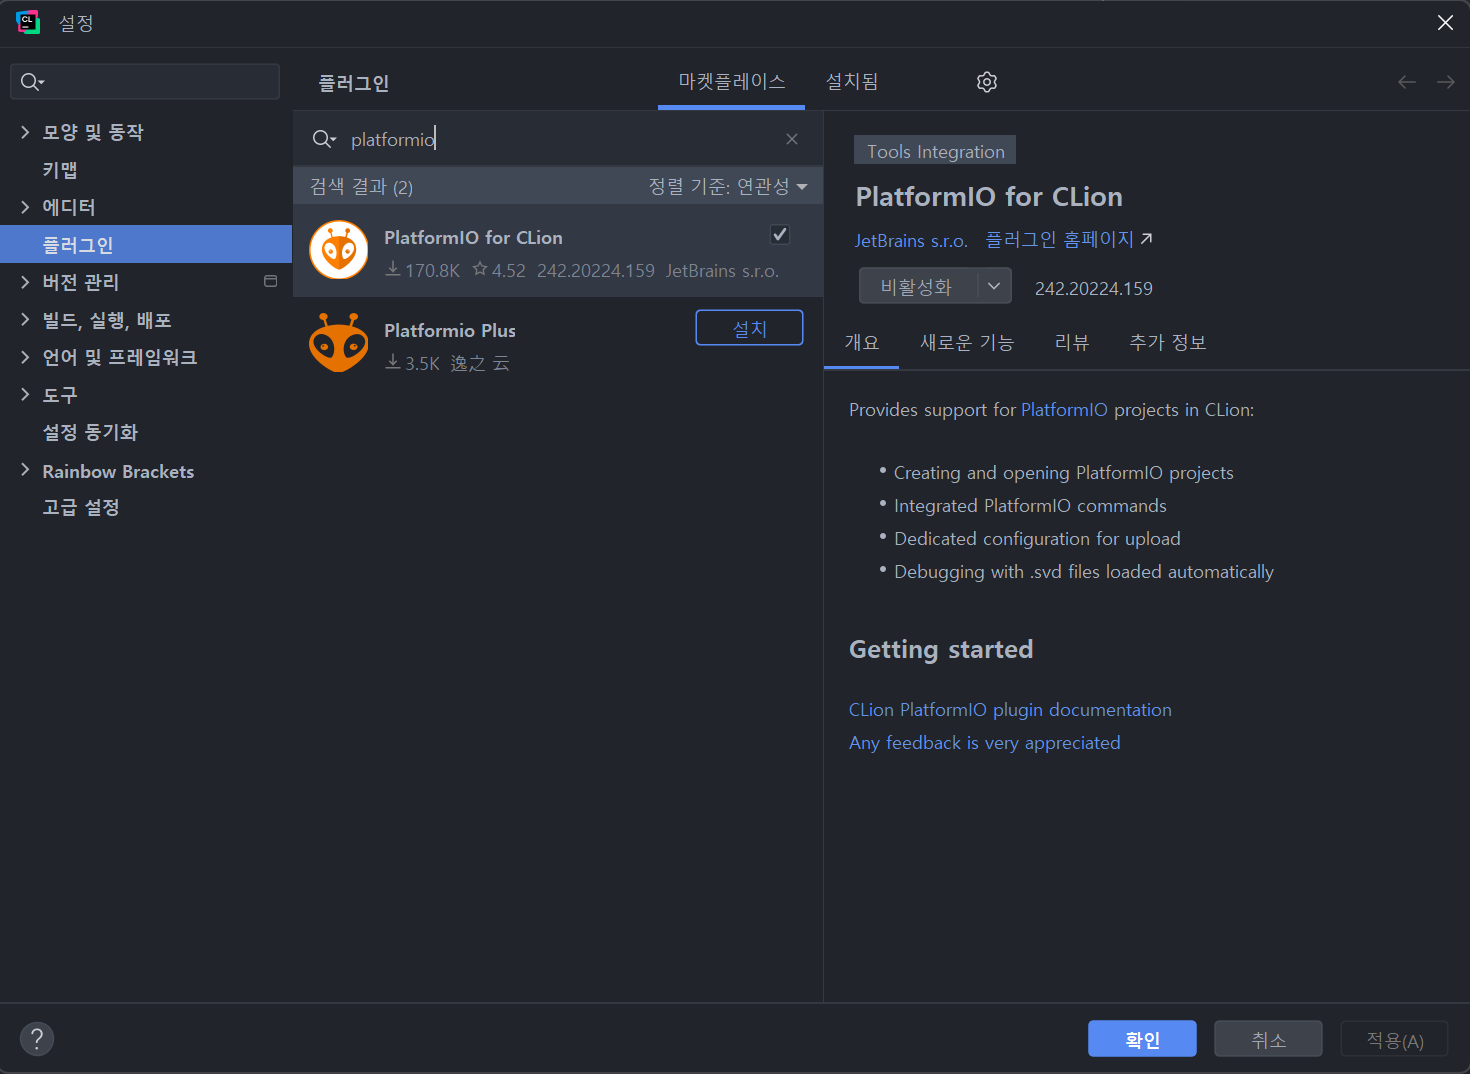 CL
설정
플러그인
마켓플레이스
설치됨
모양 및 동작
키맵
에디터
플러그인
버전 관리
빌드, 실행, 배포
언어 및 프레임워크
도구
설정 동기화
Rainbow Brackets
고급 설정
platformio
검색 결과 (2)
정렬 기준: 연관성
PlatformIO for CLion
170.8K 4.52 242.20224.159 JetBrains s.r.o.
Platformio Plus
설치
3.5K 逸之 云
Tools Integration
PlatformIO for CLion
JetBrains s.r.o. 플러그인 홈페이지
비활성화
242.20224.159
개요
새로운 기능
리뷰
추가 정보
Provides support for PlatformIO projects in CLion:
• Creating and opening PlatformIO projects
• Integrated PlatformIO commands
• Dedicated configuration for upload
• Debugging with .svd files loaded automatically
Getting started
CLion PlatformIO plugin documentation
Any feedback is very appreciated
?
확인
취소
적용(A)